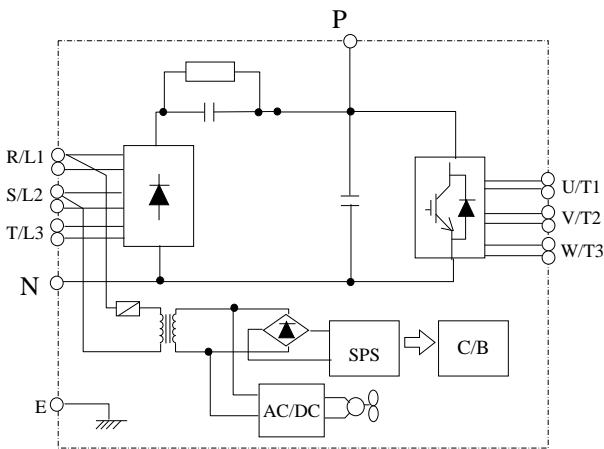 P
R/L1
S/L2
T/L3
U/T1
V/T2
W/T3
N
SPS
C/B
AC/DC
E